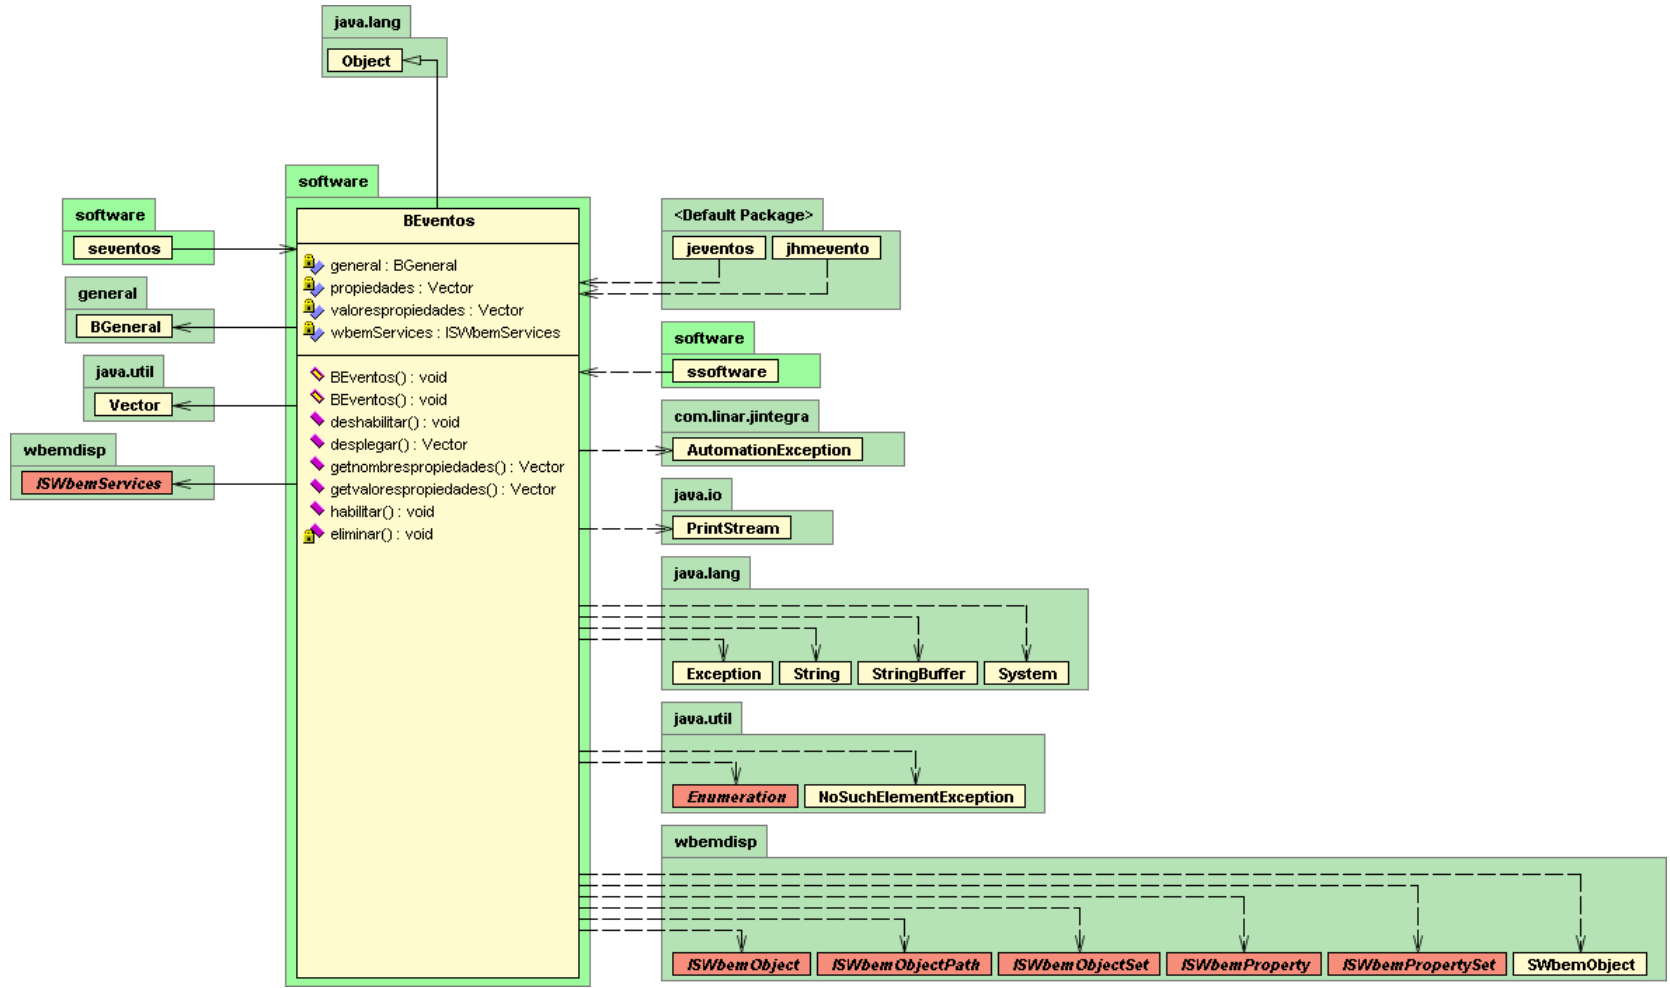 java.lang
Object
software
BEventos
general : BGeneral
propiedades : Vector
valorespropiedades : Vector
wbemServices : ISWbemServices
BEventos() : void
BEventos() : void
deshabilitar() : void
desplegar() : Vector
getnombrespropiedades() : Vector
getvalorespropiedades() : Vector
habilitar() : void
eliminar() : void
software
seventos
general
BGeneral
java.util
Vector
wbemdisp
ISWbemServices
<Default Package>
jeventos jhmevento
software
ssoftware
com.linar.jintegra
AutomationException
java.io
PrintStream
java.lang
Exception String StringBuffer System
java.util
Enumeration NoSuchElementException
wbemdisp
ISWbemObject ISWbemObjectPath ISWbemObjectSet ISWbemProperty ISWbemPropertySet SWbemObject